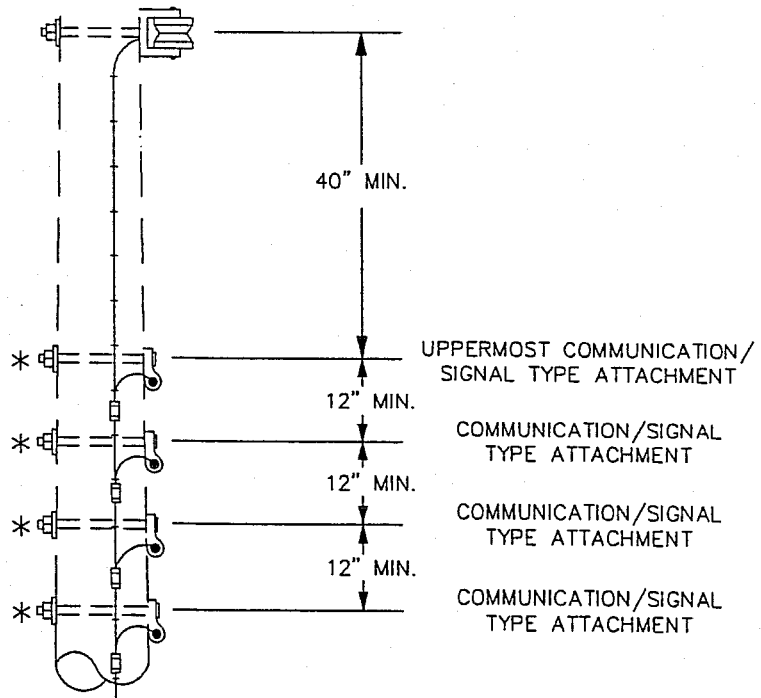 40" MIN.
UPPERMOST COMMUNICATION/
SIGNAL TYPE ATTACHMENT
*
12" MIN.
COMMUNICATION/SIGNAL
TYPE ATTACHMENT
*
12" MIN.
COMMUNICATION/SIGNAL
TYPE ATTACHMENT
*
12" MIN.
COMMUNICATION/SIGNAL
TYPE ATTACHMENT
*